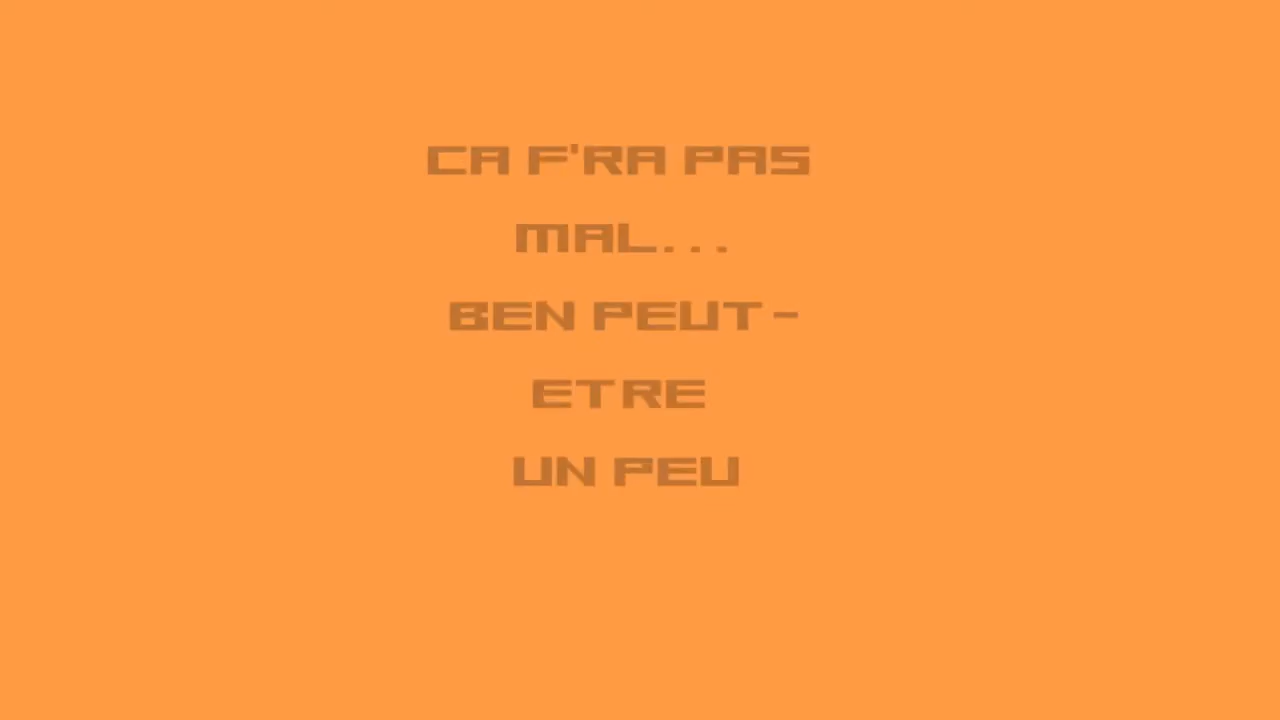 CA F'RA PAS
MAL...
BEN PEUT-
ETRE
UN PEU